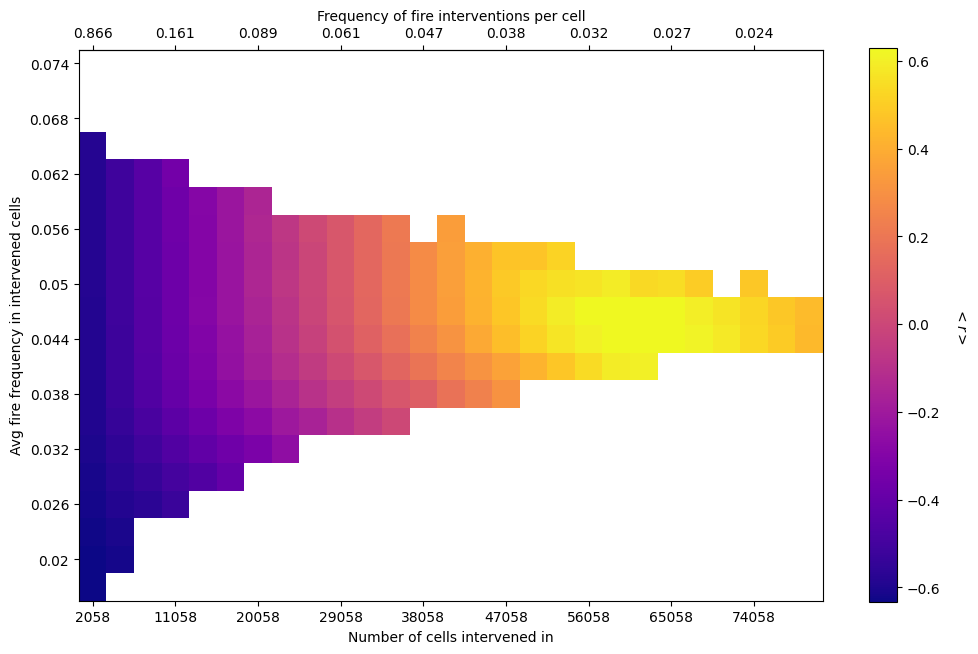 Frequency of fire interventions per cell
0.866 0.161 0.089 0.061 0.047 0.038 0.032 0.027 0.024
0.074
0.068
0.062
0.056
0.05
0.044
0.038
0.032
0.026
0.02
Avg fire frequency in intervened cells
2058 11058 20058 29058 38058 47058 56058 65058 74058
Number of cells intervened in
0.6
0.4
0.2
0.0
−0.2
−0.4
−0.6
< r >